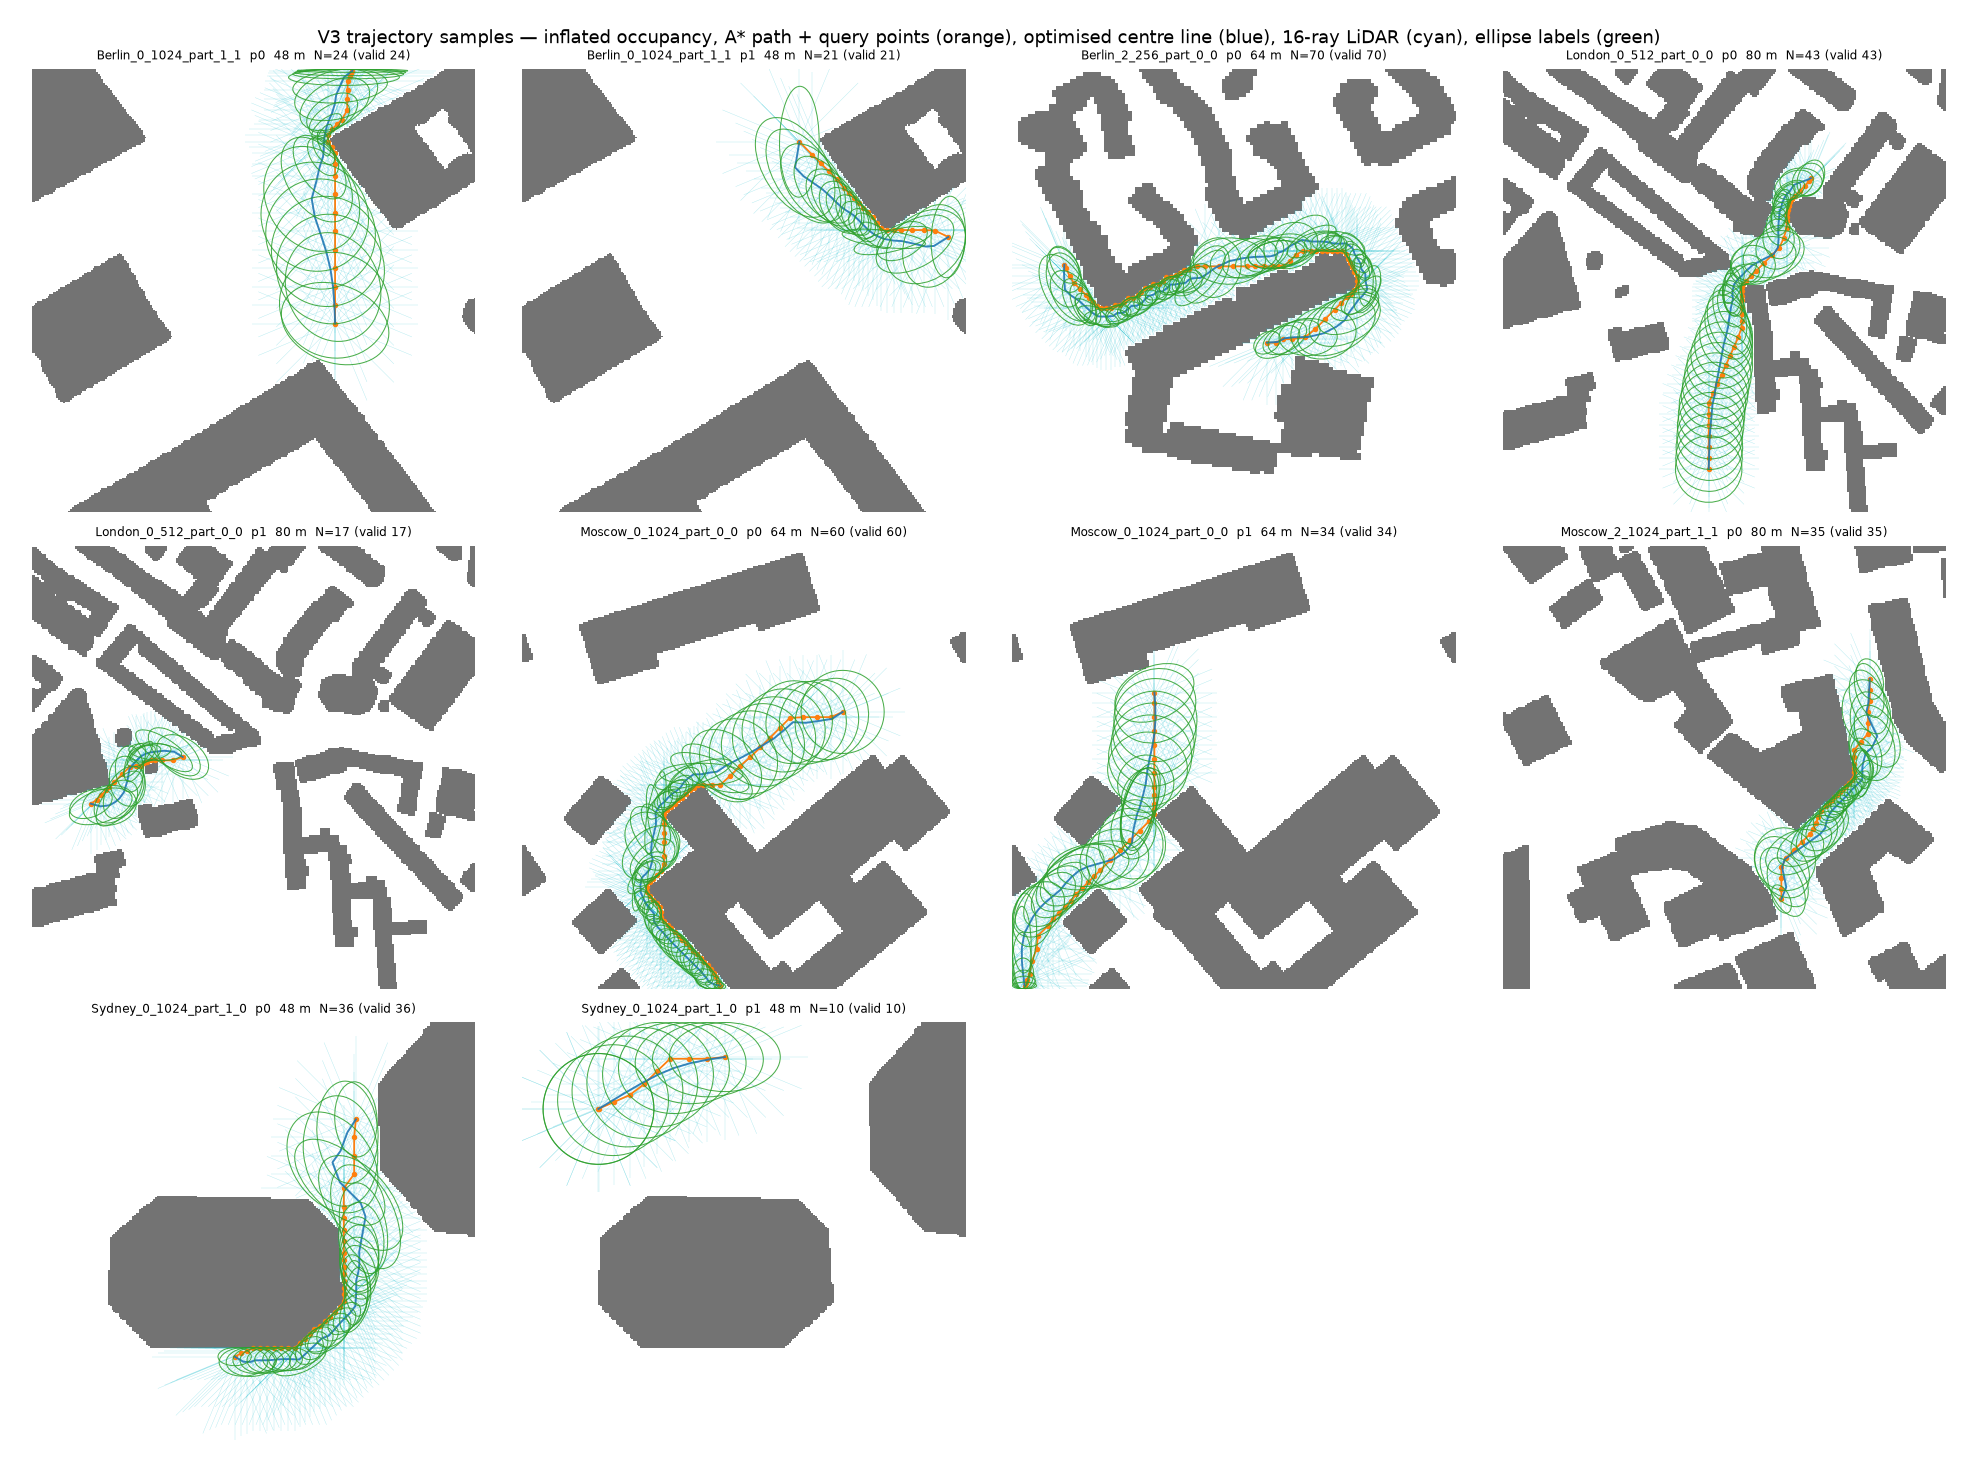 V3 trajectory samples — inflated occupancy, A* path + query points (orange), optimised centre line (blue), 16-ray LiDAR (cyan), ellipse labels (green)
Berlin_0_1024_part_1_1  p0  48 m  N=24 (valid 24)
Berlin_0_1024_part_1_1  p1  48 m  N=21 (valid 21)
Berlin_2_256_part_0_0  p0  64 m  N=70 (valid 70)
London_0_512_part_0_0  p0  80 m  N=43 (valid 43)
London_0_512_part_0_0  p1  80 m  N=17 (valid 17)
Moscow_0_1024_part_0_0  p0  64 m  N=60 (valid 60)
Moscow_0_1024_part_0_0  p1  64 m  N=34 (valid 34)
Moscow_2_1024_part_1_1  p0  80 m  N=35 (valid 35)
Sydney_0_1024_part_1_0  p0  48 m  N=36 (valid 36)
Sydney_0_1024_part_1_0  p1  48 m  N=10 (valid 10)